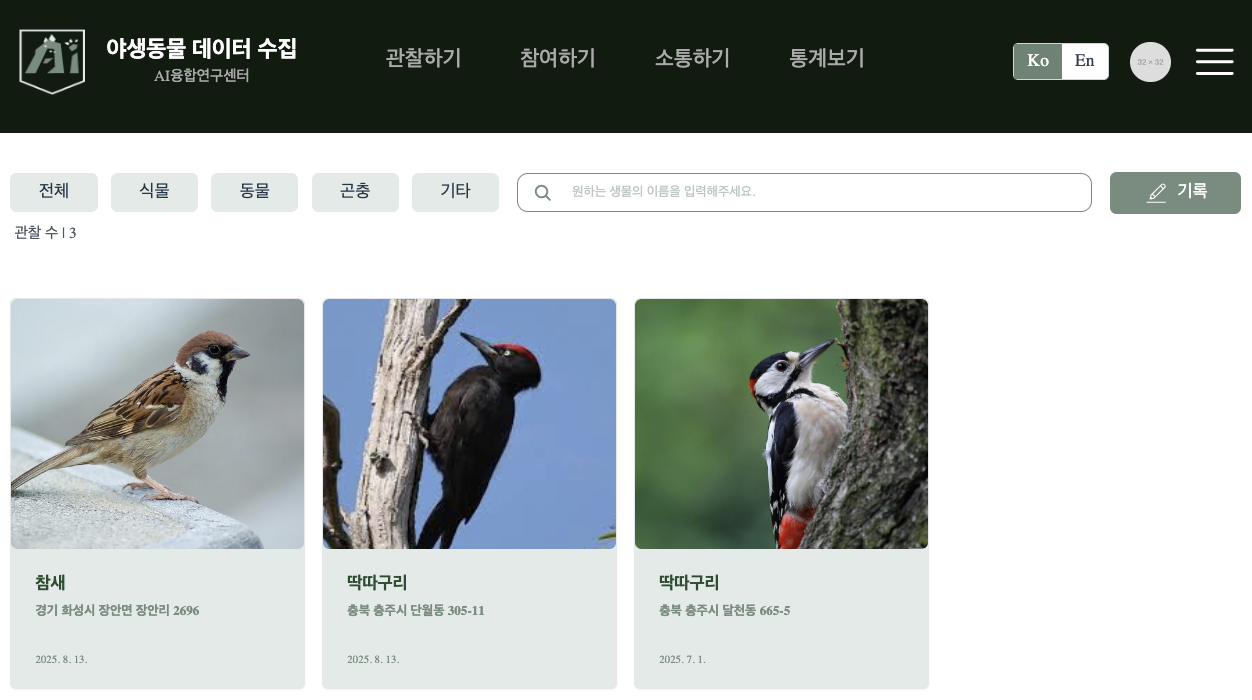 Ai
야생동물 데이터 수집
AI융합연구센터
관찰하기
참여하기
소통하기
통계보기
Ko
En
32 × 32
전체
식물
동물
곤충
기타
원하는 생물의 이름을 입력해주세요.
기록
관찰 수 | 3
참새
경기 화성시 장안면 장안리 2696
2025. 8. 13.
딱따구리
충북 충주시 단월동 305-11
2025. 8. 13.
딱따구리
충북 충주시 달천동 665-5
2025. 7. 1.